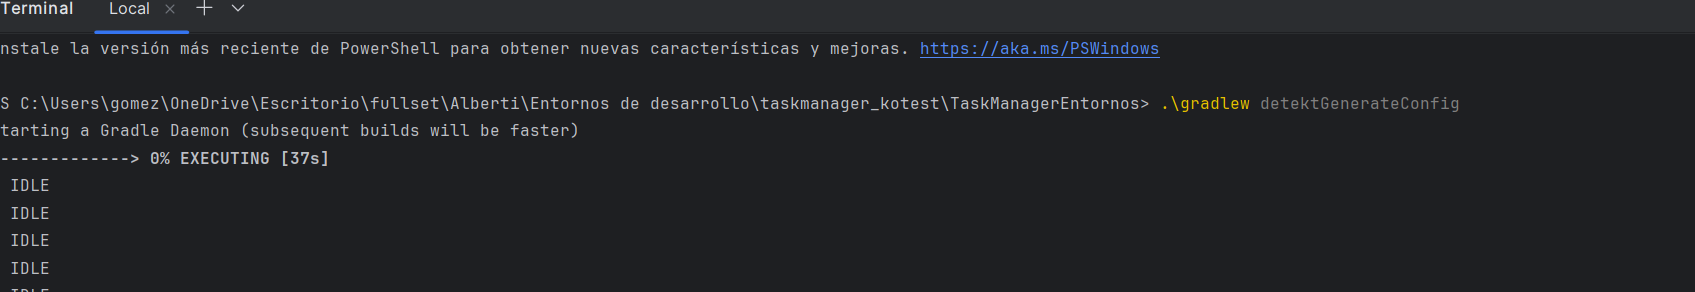 Terminal Local
nstale la versión más reciente de PowerShell para obtener nuevas características y mejoras. https://aka.ms/PSWindows
S C:\Users\gomez\OneDrive\Escritorio\fullset\Alberti\Entornos de desarrollo\taskmanager_kotest\TaskManagerEntornos> .\gradlew detektGenerateConfig
tarting a Gradle Daemon (subsequent builds will be faster)
-------------> 0% EXECUTING [37s]
IDLE
IDLE
IDLE
IDLE
IDLE